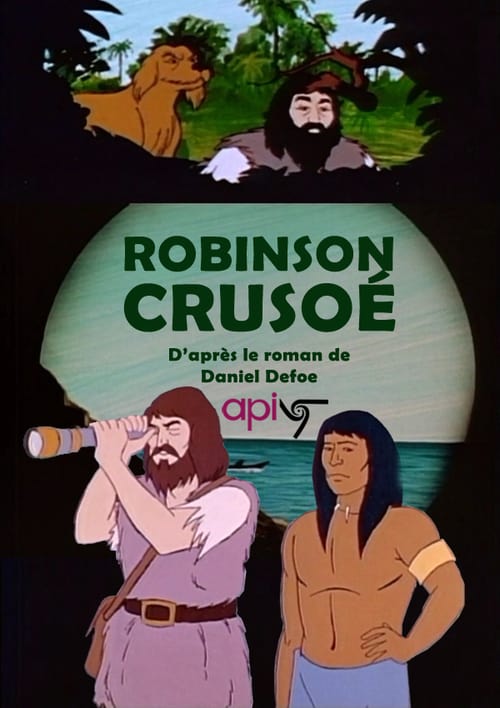 ROBINSON
CRUSOÉ
D'après le roman de
Daniel Defoe
api